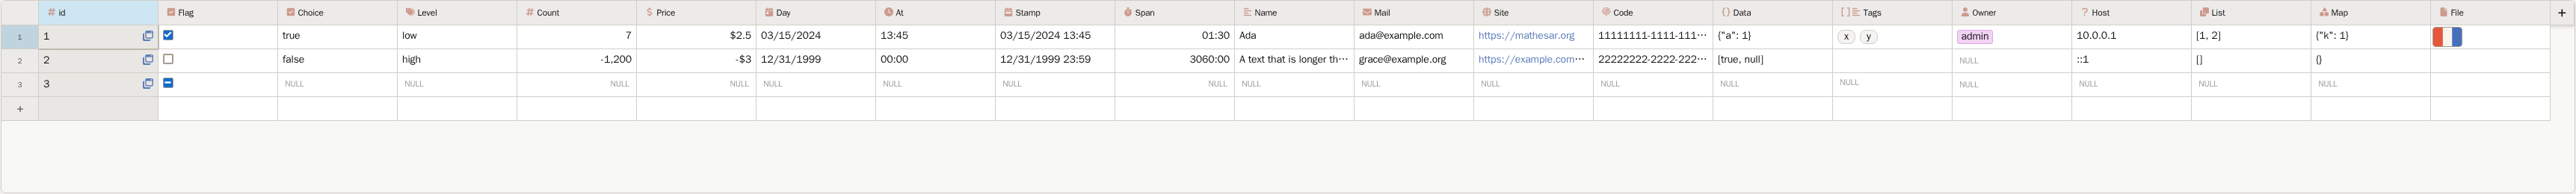 id Flag Choice Level Count Price Day At Stamp Span Name Mail Site Code Data Tags Owner Host List Map File +
1 1 true low 7 $2.5 03/15/2024 13:45 03/15/2024 13:45 01:30 Ada ada@example.com https://mathesar.org 11111111-1111-111··· {"a": 1} x y admin 10.0.0.1 [1, 2] {"k": 1}
2 2 false high -1,200 -$3 12/31/1999 00:00 12/31/1999 23:59 3060:00 A text that is longer th··· grace@example.org https://example.com··· 22222222-2222-222··· [true, null] NULL ::1 [] {}
3 3 NULL NULL NULL NULL NULL NULL NULL NULL NULL NULL NULL NULL NULL NULL NULL NULL NULL NULL
+